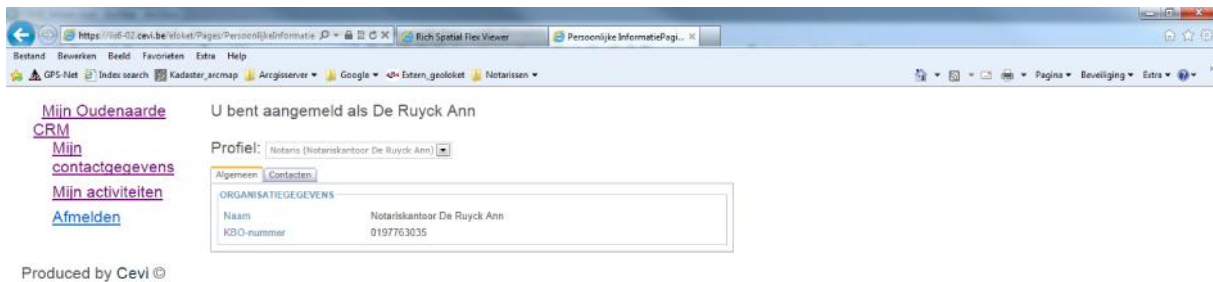 https://iis6-02.cevi.be/eloket/Pages/PersoonlijkeInformatie
Rich Spatial Flex Viewer
Persoonlijke InformatiePagi...
Bestand Bewerken Beeld Favorieten Extra Help
GPS-Net Index search Kadaster_arcmap Arcgisserver Google Extern_geoloket Notarissen
Pagina Beveiliging Extra
Mijn Oudenaarde
CRM
Mijn
contactgegevens
Mijn activiteiten
Afmelden
U bent aangemeld als De Ruyck Ann
Profiel: Notaris (Notariskantoor De Ruyck Ann)
Algemeen Contacten
ORGANISATIEGEGEVENS
Naam Notariskantoor De Ruyck Ann
KBO-nummer 0197763035
Produced by Cevi ©